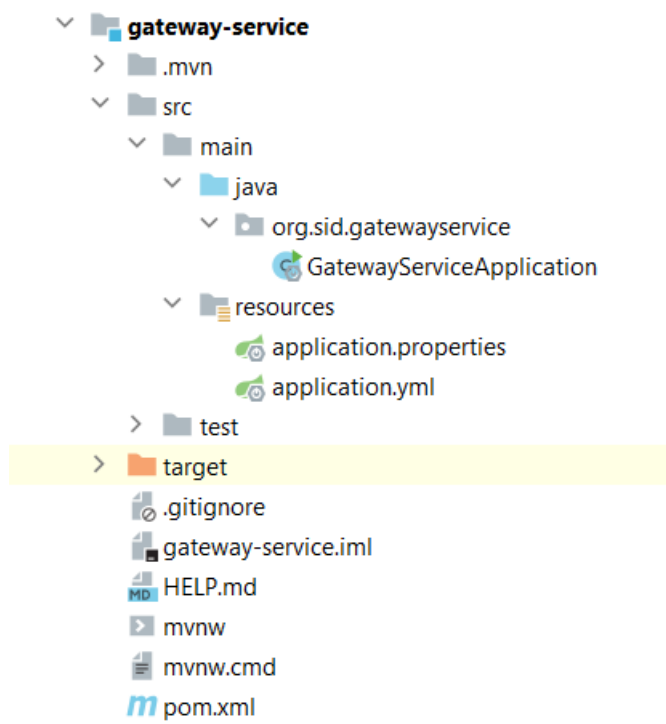 gateway-service
.mvn
src
main
java
org.sid.gatewayservice
C GatewayServiceApplication
resources
application.properties
application.yml
test
target
.gitignore
gateway-service.iml
MD HELP.md
mvnw
mvnw.cmd
m pom.xml